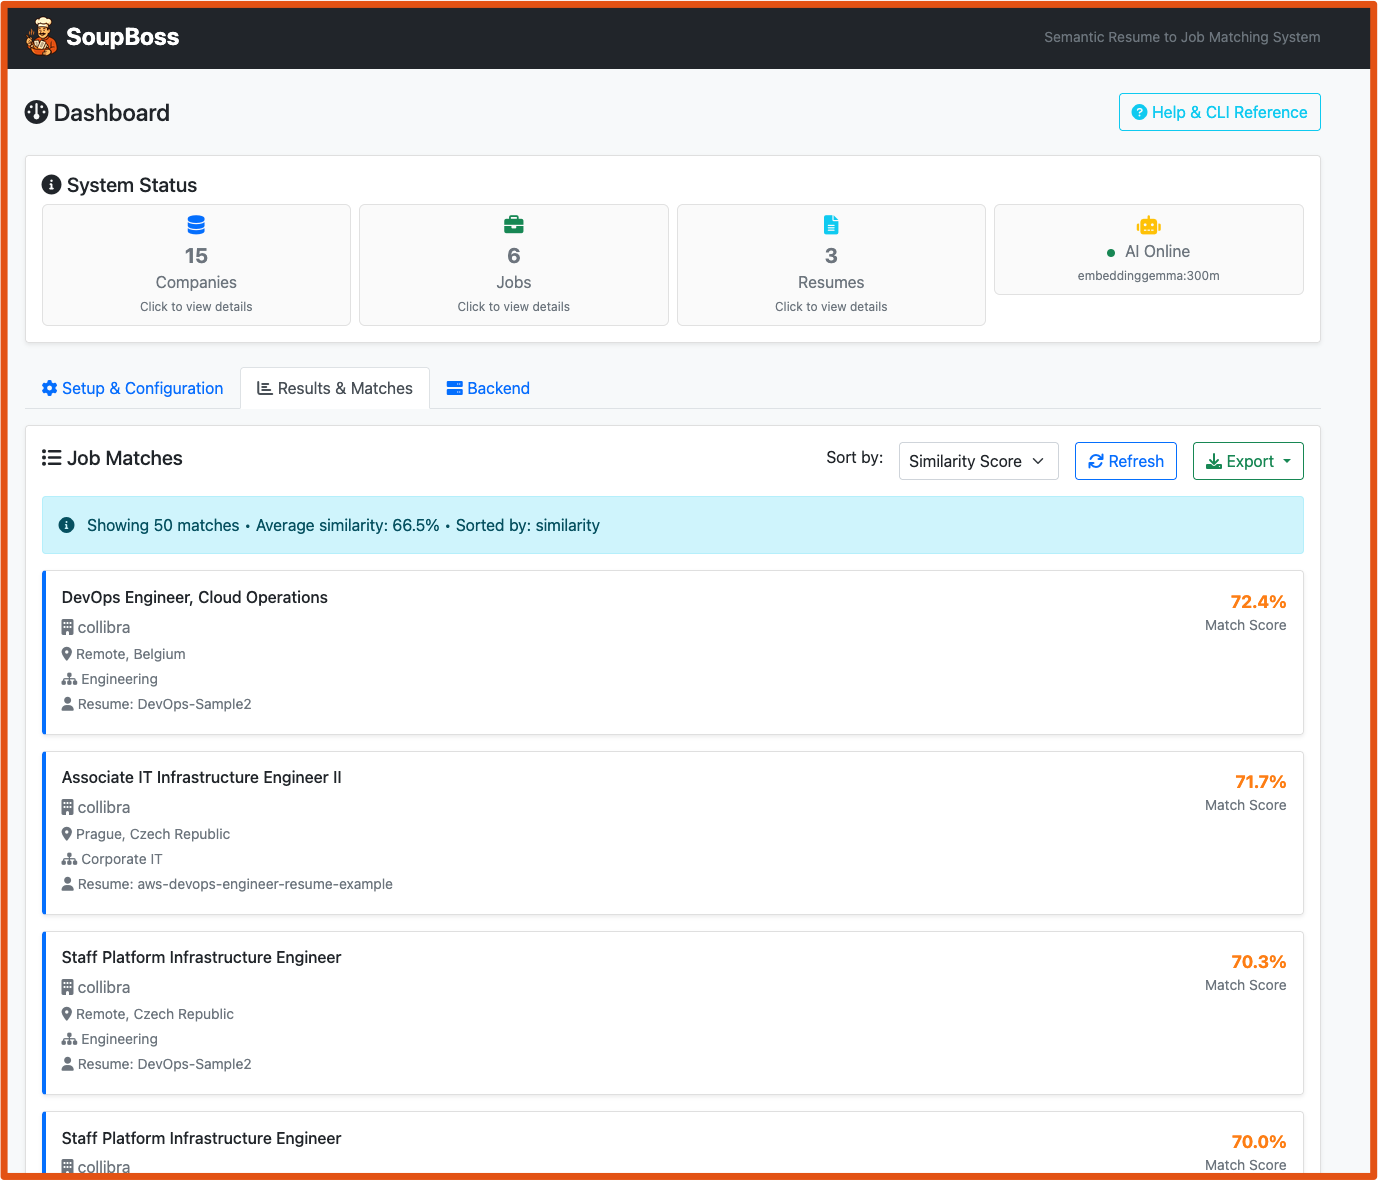 SoupBoss
Semantic Resume to Job Matching System
Dashboard
Help & CLI Reference
System Status
15
Companies
Click to view details
6
Jobs
Click to view details
3
Resumes
Click to view details
AI Online
embeddinggemma:300m
Setup & Configuration
Results & Matches
Backend
Job Matches
Sort by:
Similarity Score
Refresh
Export
Showing 50 matches • Average similarity: 66.5% • Sorted by: similarity
DevOps Engineer, Cloud Operations
72.4%
collibra
Match Score
Remote, Belgium
Engineering
Resume: DevOps-Sample2
Associate IT Infrastructure Engineer II
71.7%
collibra
Match Score
Prague, Czech Republic
Corporate IT
Resume: aws-devops-engineer-resume-example
Staff Platform Infrastructure Engineer
70.3%
collibra
Match Score
Remote, Czech Republic
Engineering
Resume: DevOps-Sample2
Staff Platform Infrastructure Engineer
70.0%
collibra
Match Score